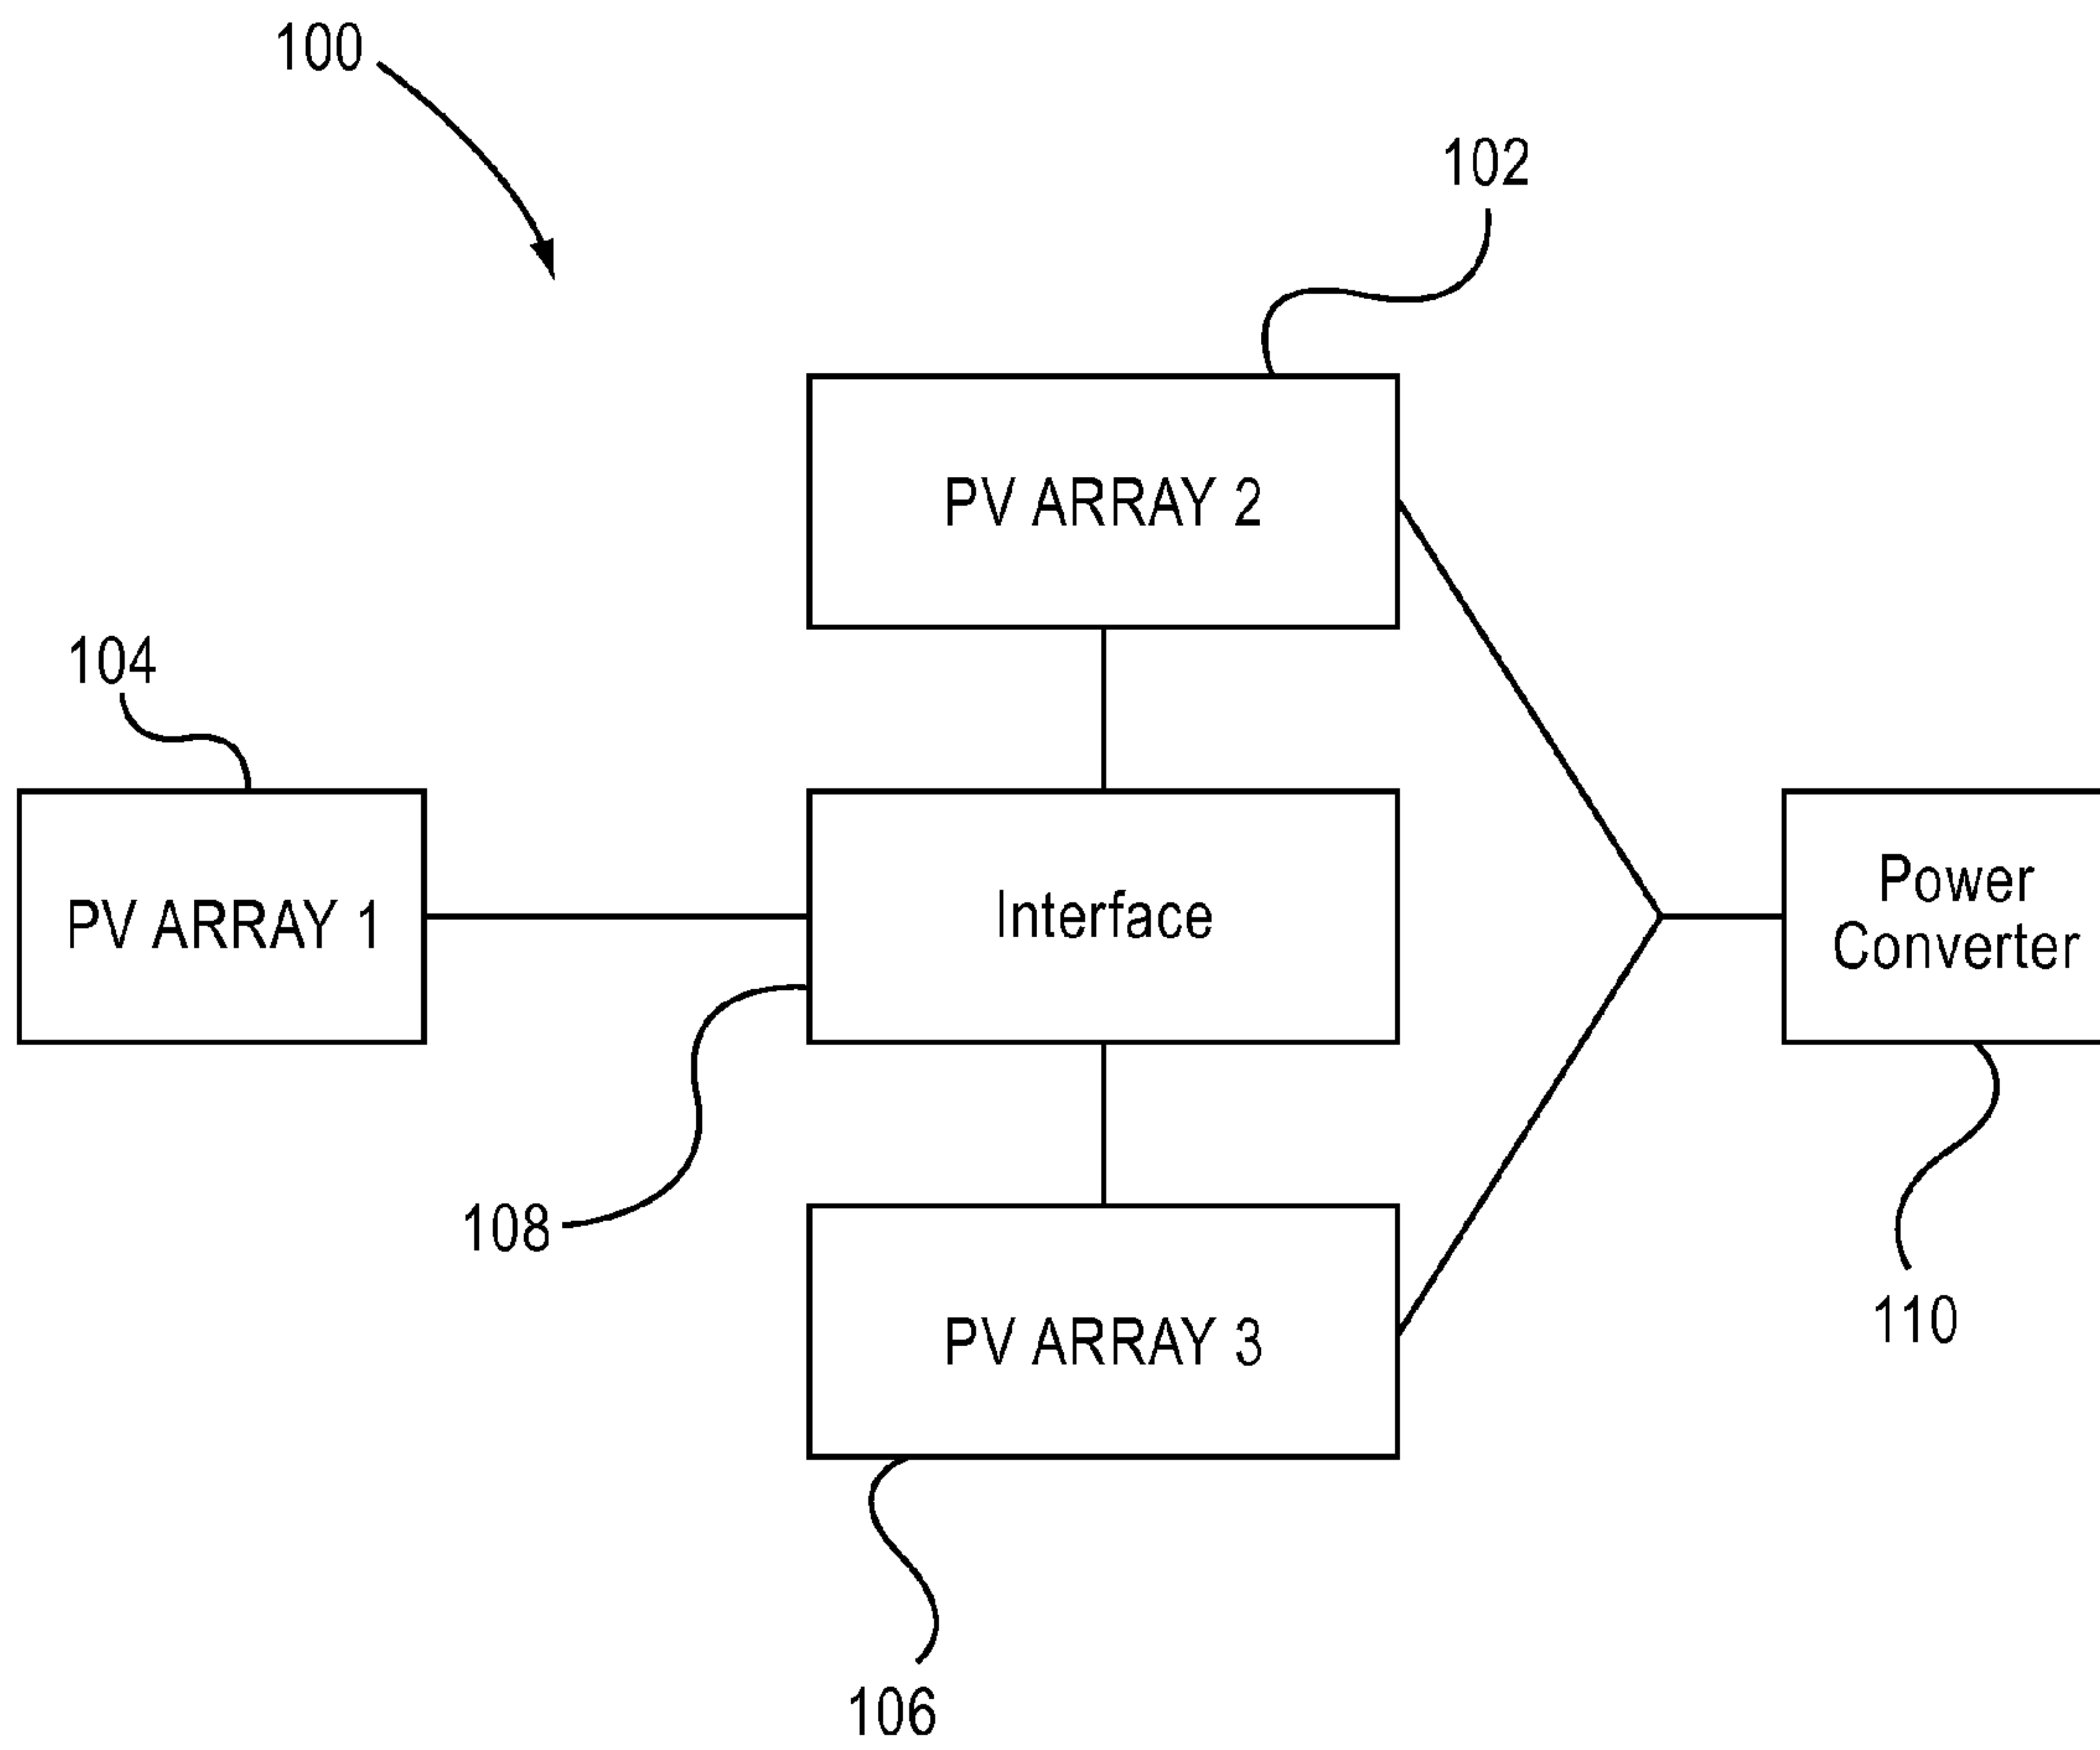 100
102
PV ARRAY 2
104
PV ARRAY 1
Interface
Power
Converter
108
110
PV ARRAY 3
106